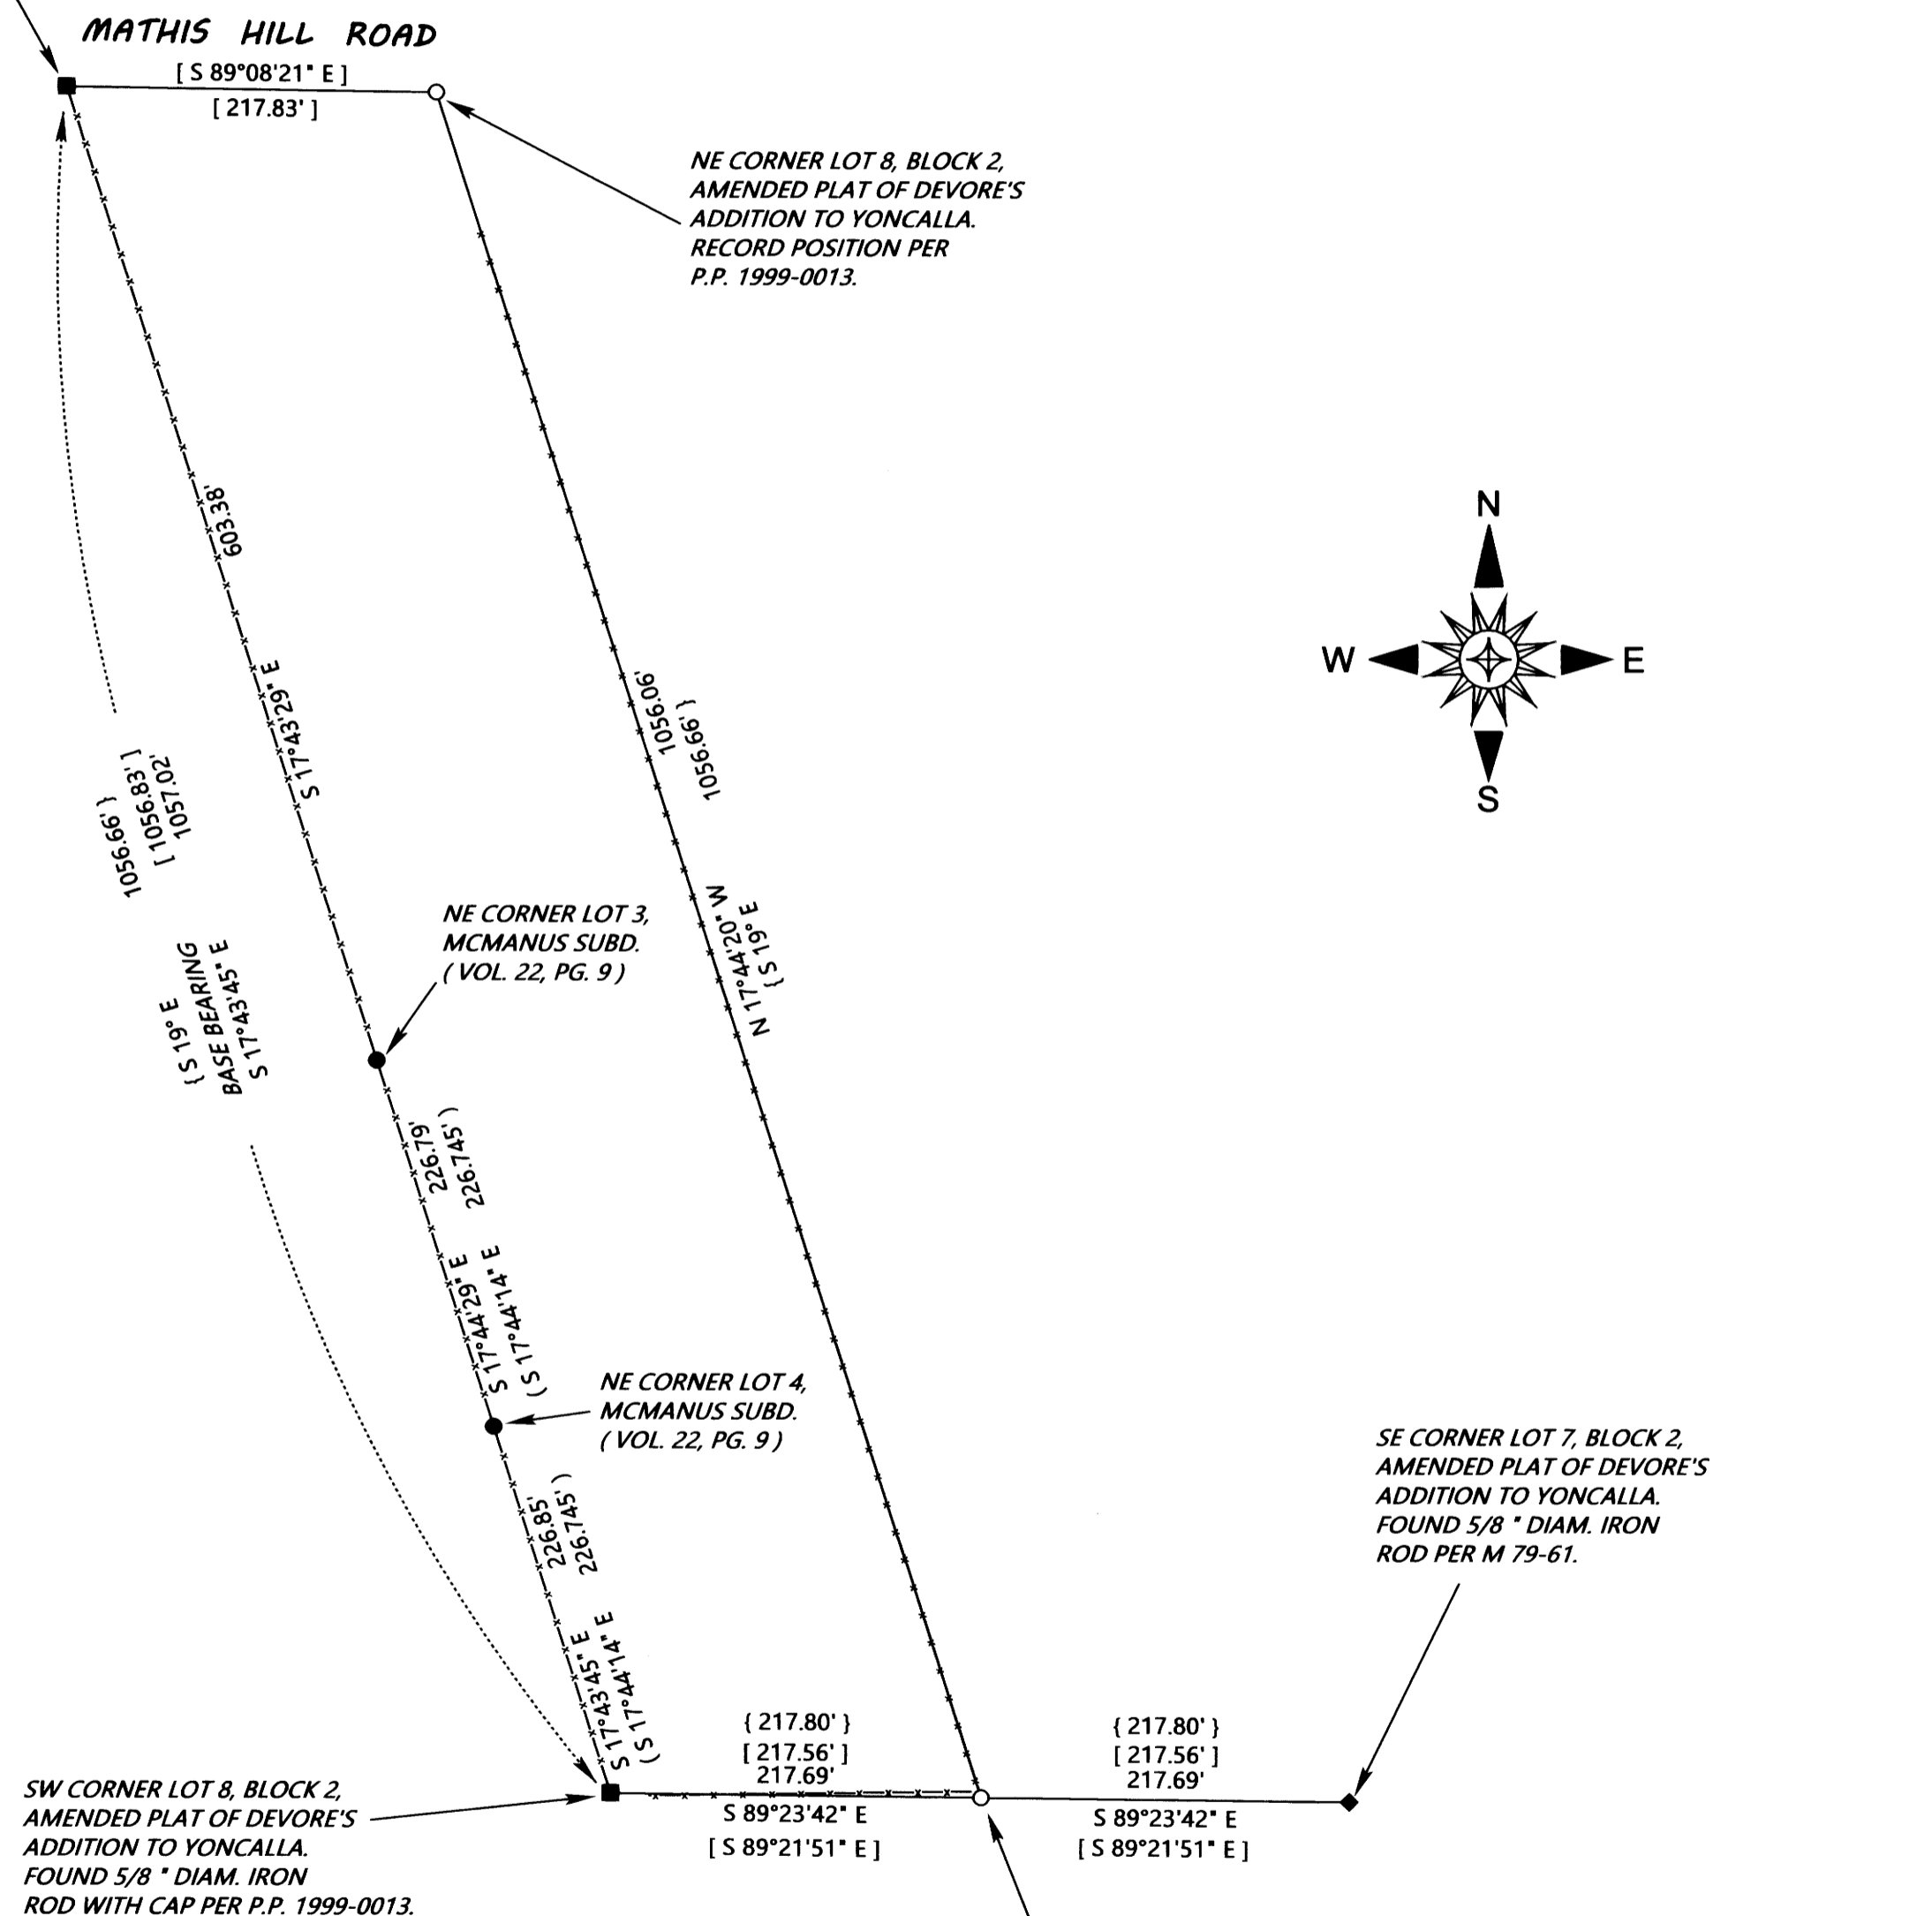 MATHIS HILL ROAD
[ S 89°08'21" E ]
[ 217.83' ]
NE CORNER LOT 8, BLOCK 2,
AMENDED PLAT OF DEVORE'S
ADDITION TO YONCALLA.
RECORD POSITION PER
P.P. 1999-0013.
603.38'
S 17°43'29" E
1056.06'
1056.66' }
N 17°44'20" W
{ S 19° E
N
W
E
S
1056.66' }
[ 1056.83' ]
1057.02'
{ S 19° E
BASE BEARING
S 17°43'45" E
NE CORNER LOT 3,
MCMANUS SUBD.
( VOL. 22, PG. 9 )
226.79'
226.745' )
S 17°44'29" E
( S 17°44'14" E
NE CORNER LOT 4,
MCMANUS SUBD.
( VOL. 22, PG. 9 )
226.85'
226.745' )
S 17°43'45" E
( S 17°44'14" E
SE CORNER LOT 7, BLOCK 2,
AMENDED PLAT OF DEVORE'S
ADDITION TO YONCALLA.
FOUND 5/8 " DIAM. IRON
ROD PER M 79-61.
{ 217.80' }
[ 217.56' ]
217.69'
S 89°23'42" E
[ S 89°21'51" E ]
{ 217.80' }
[ 217.56' ]
217.69'
S 89°23'42" E
[ S 89°21'51" E ]
SW CORNER LOT 8, BLOCK 2,
AMENDED PLAT OF DEVORE'S
ADDITION TO YONCALLA.
FOUND 5/8 " DIAM. IRON
ROD WITH CAP PER P.P. 1999-0013.